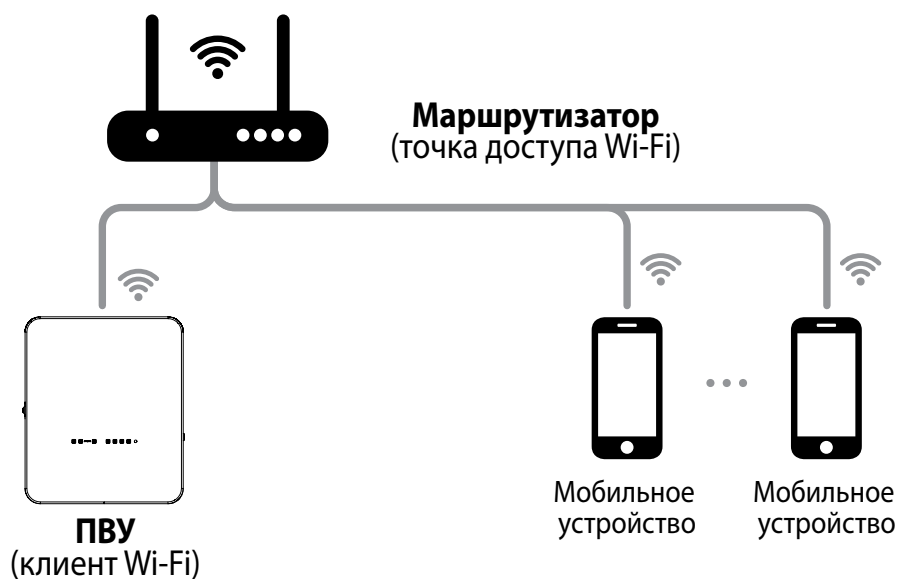 Маршрутизатор
(точка доступа Wi-Fi)
ПВУ
(клиент Wi-Fi)
Мобильное
устройство
Мобильное
устройство